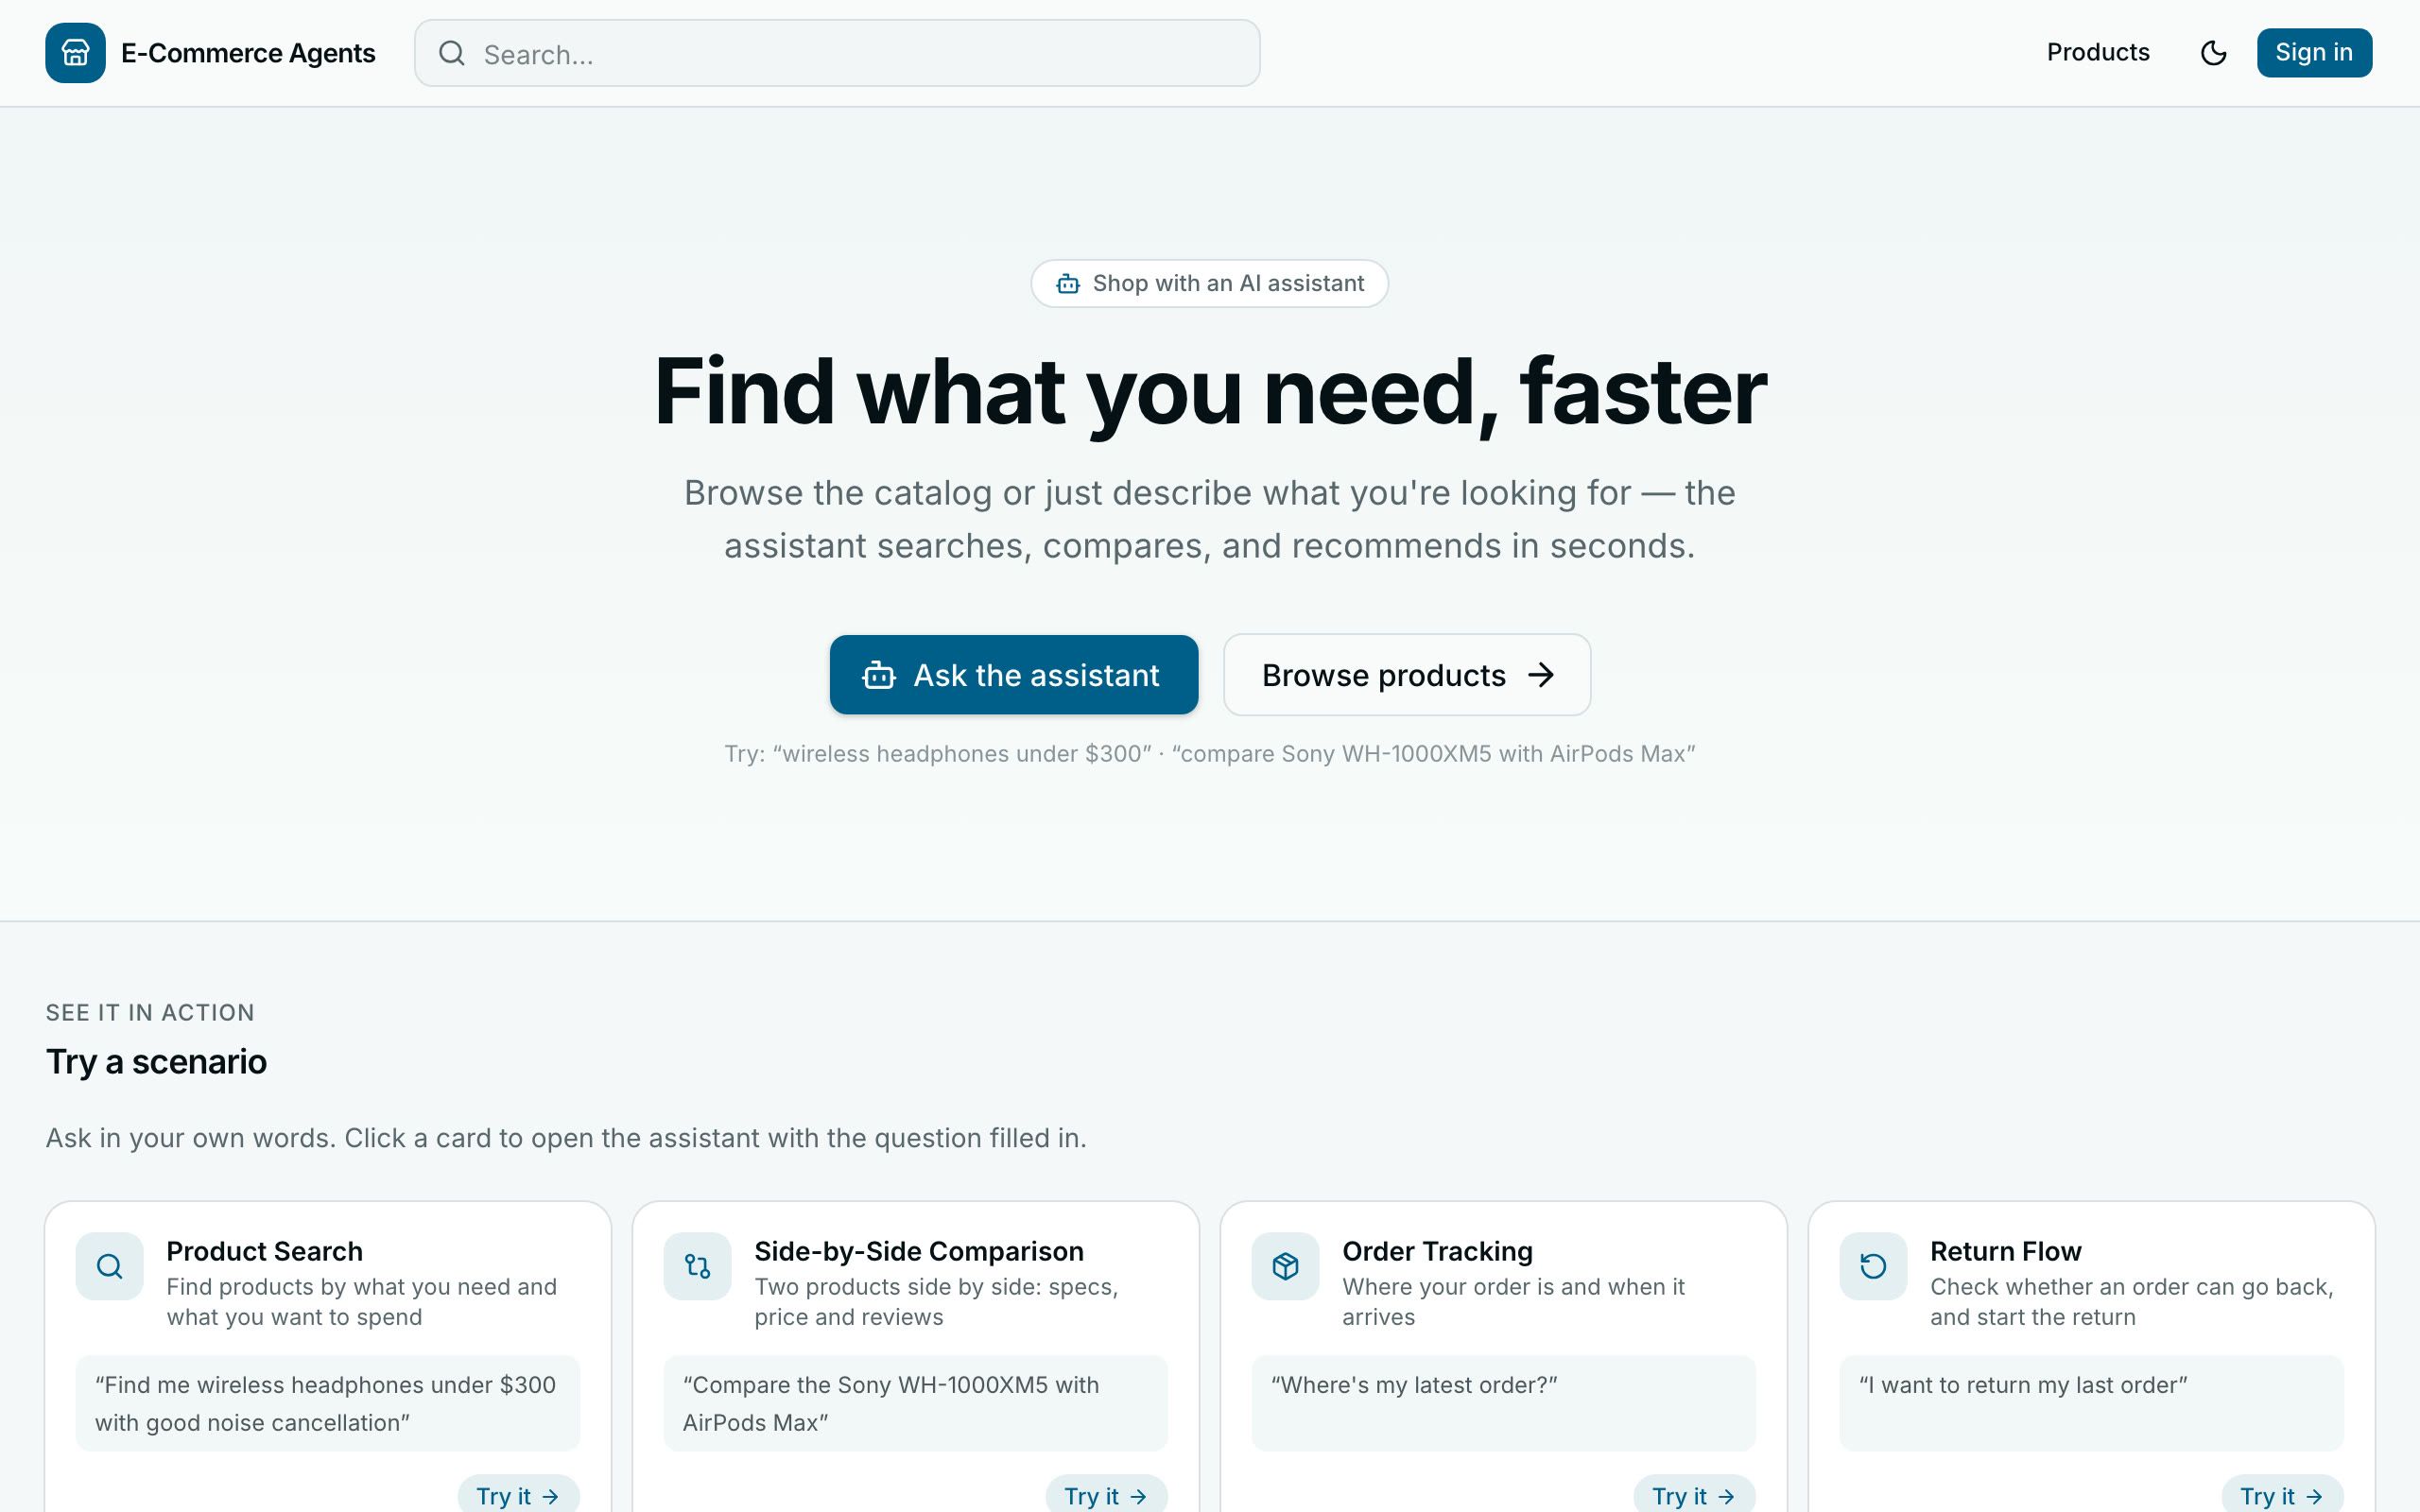 E-Commerce Agents
Search...
Products
Sign in
Shop with an AI assistant
Find what you need, faster
Browse the catalog or just describe what you're looking for — the
assistant searches, compares, and recommends in seconds.
Ask the assistant
Browse products
Try: “wireless headphones under $300” · “compare Sony WH-1000XM5 with AirPods Max”
SEE IT IN ACTION
Try a scenario
Ask in your own words. Click a card to open the assistant with the question filled in.
Product Search
Find products by what you need and
what you want to spend
“Find me wireless headphones under $300
with good noise cancellation”
Try it
Side-by-Side Comparison
Two products side by side: specs,
price and reviews
“Compare the Sony WH-1000XM5 with
AirPods Max”
Try it
Order Tracking
Where your order is and when it
arrives
“Where's my latest order?”
Try it
Return Flow
Check whether an order can go back,
and start the return
“I want to return my last order”
Try it